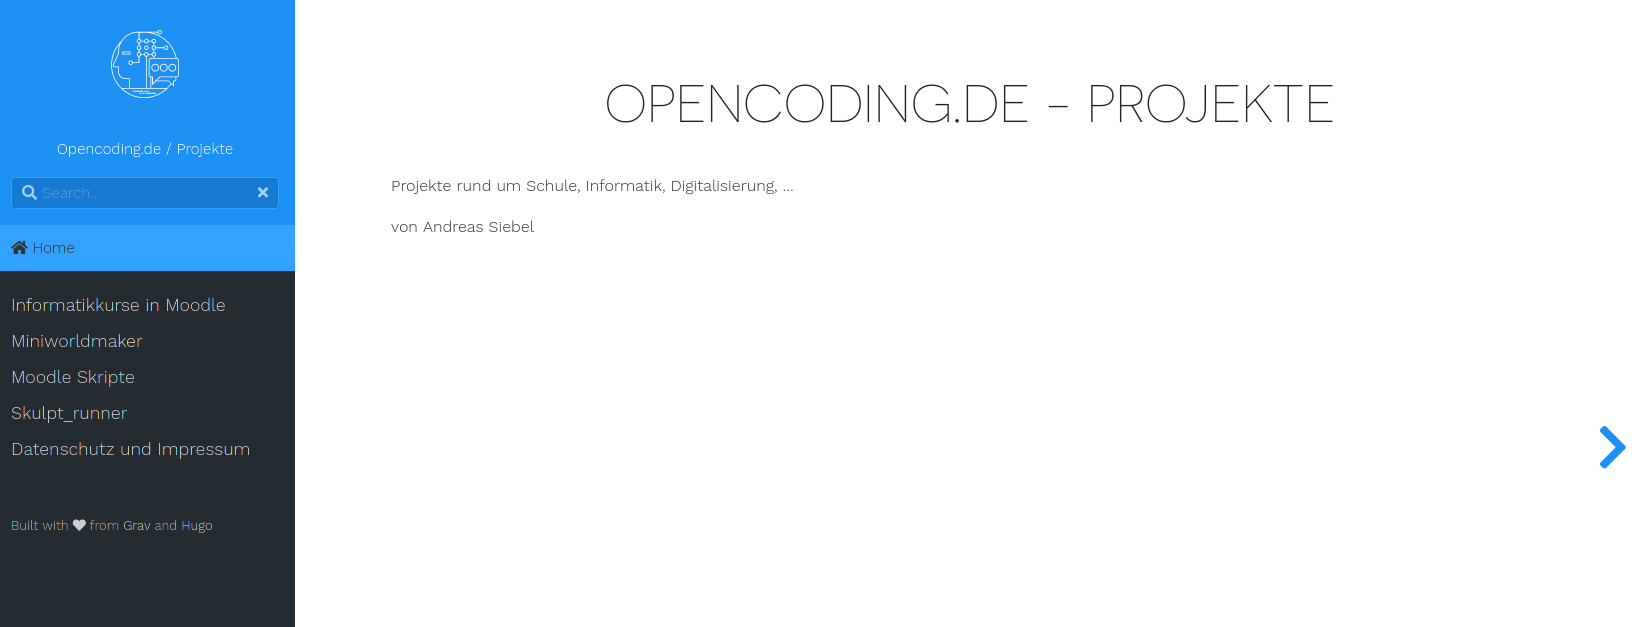 Opencoding.de / Projekte
Search...
Home
Informatikkurse in Moodle
Miniworldmaker
Moodle Skripte
Skulpt_runner
Datenschutz und Impressum
Built with from Grav and Hugo
OPENCODING.DE - PROJEKTE
Projekte rund um Schule, Informatik, Digitalisierung, ...
von Andreas Siebel